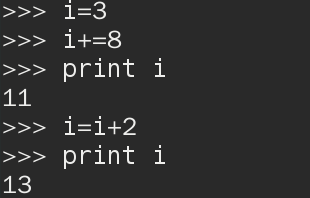 >>> i=3
>>> i+=8
>>> print i
11
>>> i=i+2
>>> print i
13